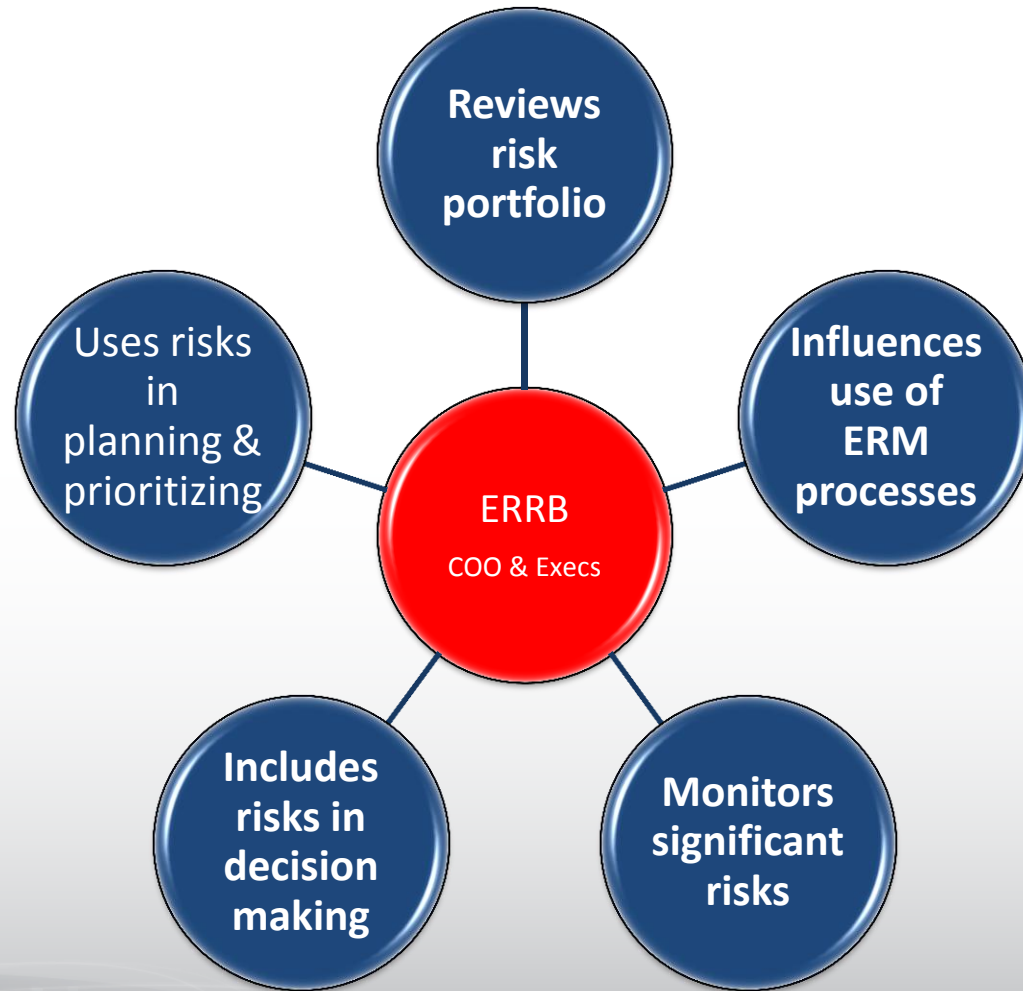 Reviews
risk
portfolio
Uses risks
in
planning &
prioritizing
Influences
use of
ERM
processes
ERRB
COO & Execs
Includes
risks in
decision
making
Monitors
significant
risks